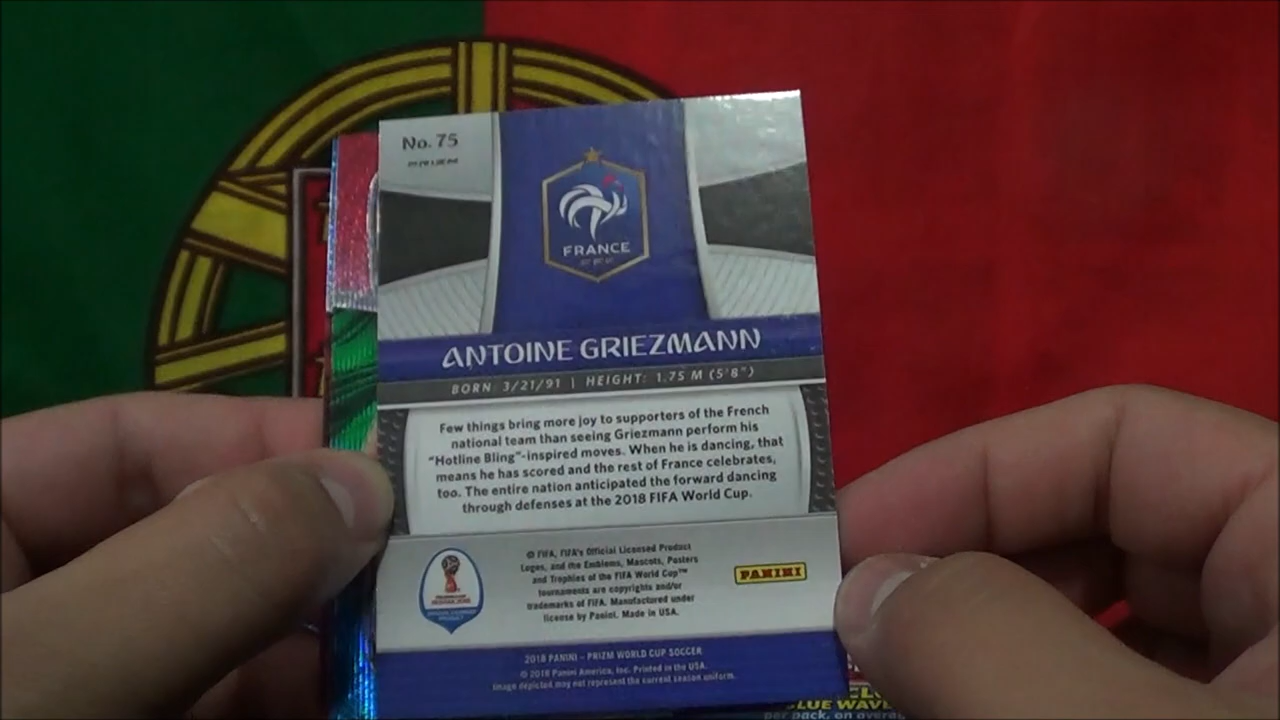 No. 75
PRIZM
FRANCE
FFF
ANTOINE GRIEZMANN
BORN: 3/21/91 | HEIGHT: 1.75 M (5'8")
Few things bring more joy to supporters of the French
national team than seeing Griezmann perform his
"Hotline Bling"-inspired moves. When he is dancing, that
means he has scored and the rest of France celebrates,
too. The entire nation anticipated the forward dancing
through defenses at the 2018 FIFA World Cup.
© FIFA, FIFA's Official Licensed Product
Logos, and the Emblems, Mascots, Posters
and Trophies of the FIFA World Cup™
tournaments are copyrights and/or
trademarks of FIFA. Manufactured under
license by Panini. Made in USA.
PANINI
2018 PANINI – PRIZM WORLD CUP SOCCER
© 2018 Panini America, Inc. Printed in the USA.
Image depicted may not represent the current season uniform.
BLUE WAVE
per pack, on average